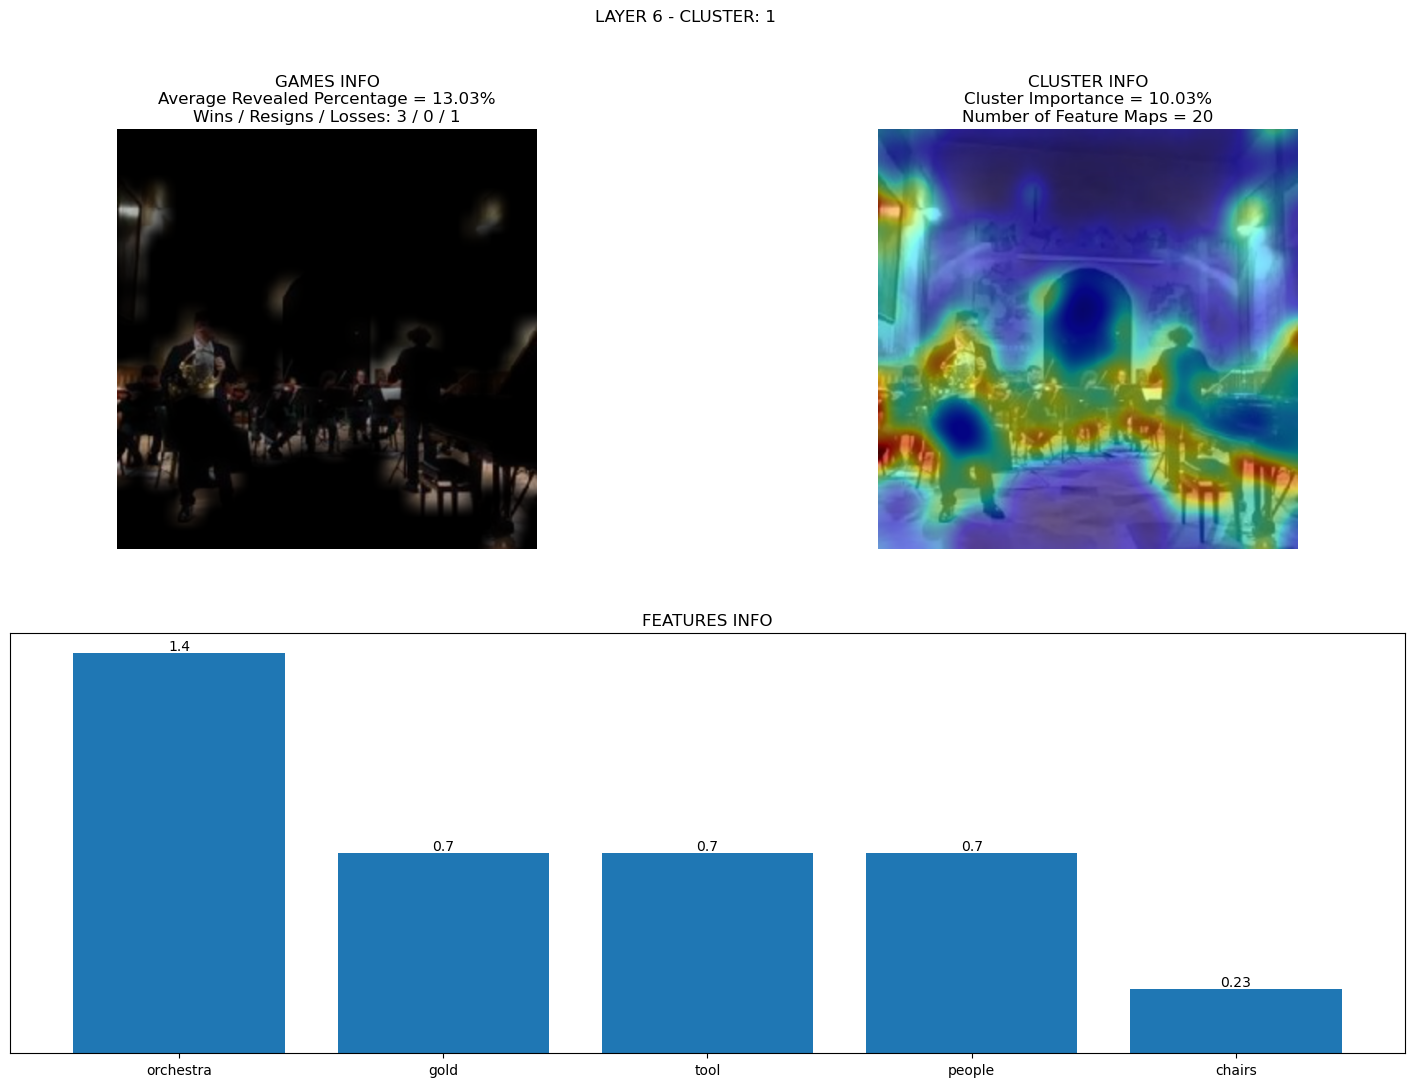 LAYER 6 - CLUSTER: 1
GAMES INFO
Average Revealed Percentage = 13.03%
Wins / Resigns / Losses: 3 / 0 / 1
CLUSTER INFO
Cluster Importance = 10.03%
Number of Feature Maps = 20
FEATURES INFO
1.4
0.7
0.7
0.7
0.23
orchestra
gold
tool
people
chairs